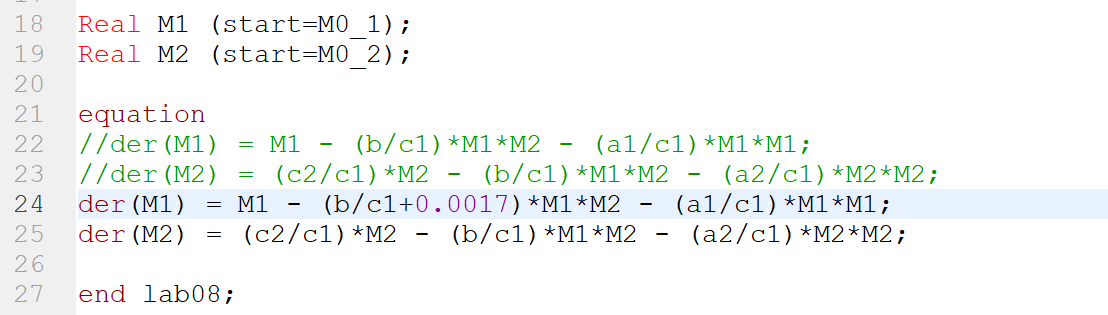 18 Real M1 (start=M0_1);
19 Real M2 (start=M0_2);
20
21 equation
22 //der(M1) = M1 - (b/c1)*M1*M2 - (a1/c1)*M1*M1;
23 //der(M2) = (c2/c1)*M2 - (b/c1)*M1*M2 - (a2/c1)*M2*M2;
24 der(M1) = M1 - (b/c1+0.0017)*M1*M2 - (a1/c1)*M1*M1;
25 der(M2) = (c2/c1)*M2 - (b/c1)*M1*M2 - (a2/c1)*M2*M2;
26
27 end lab08;